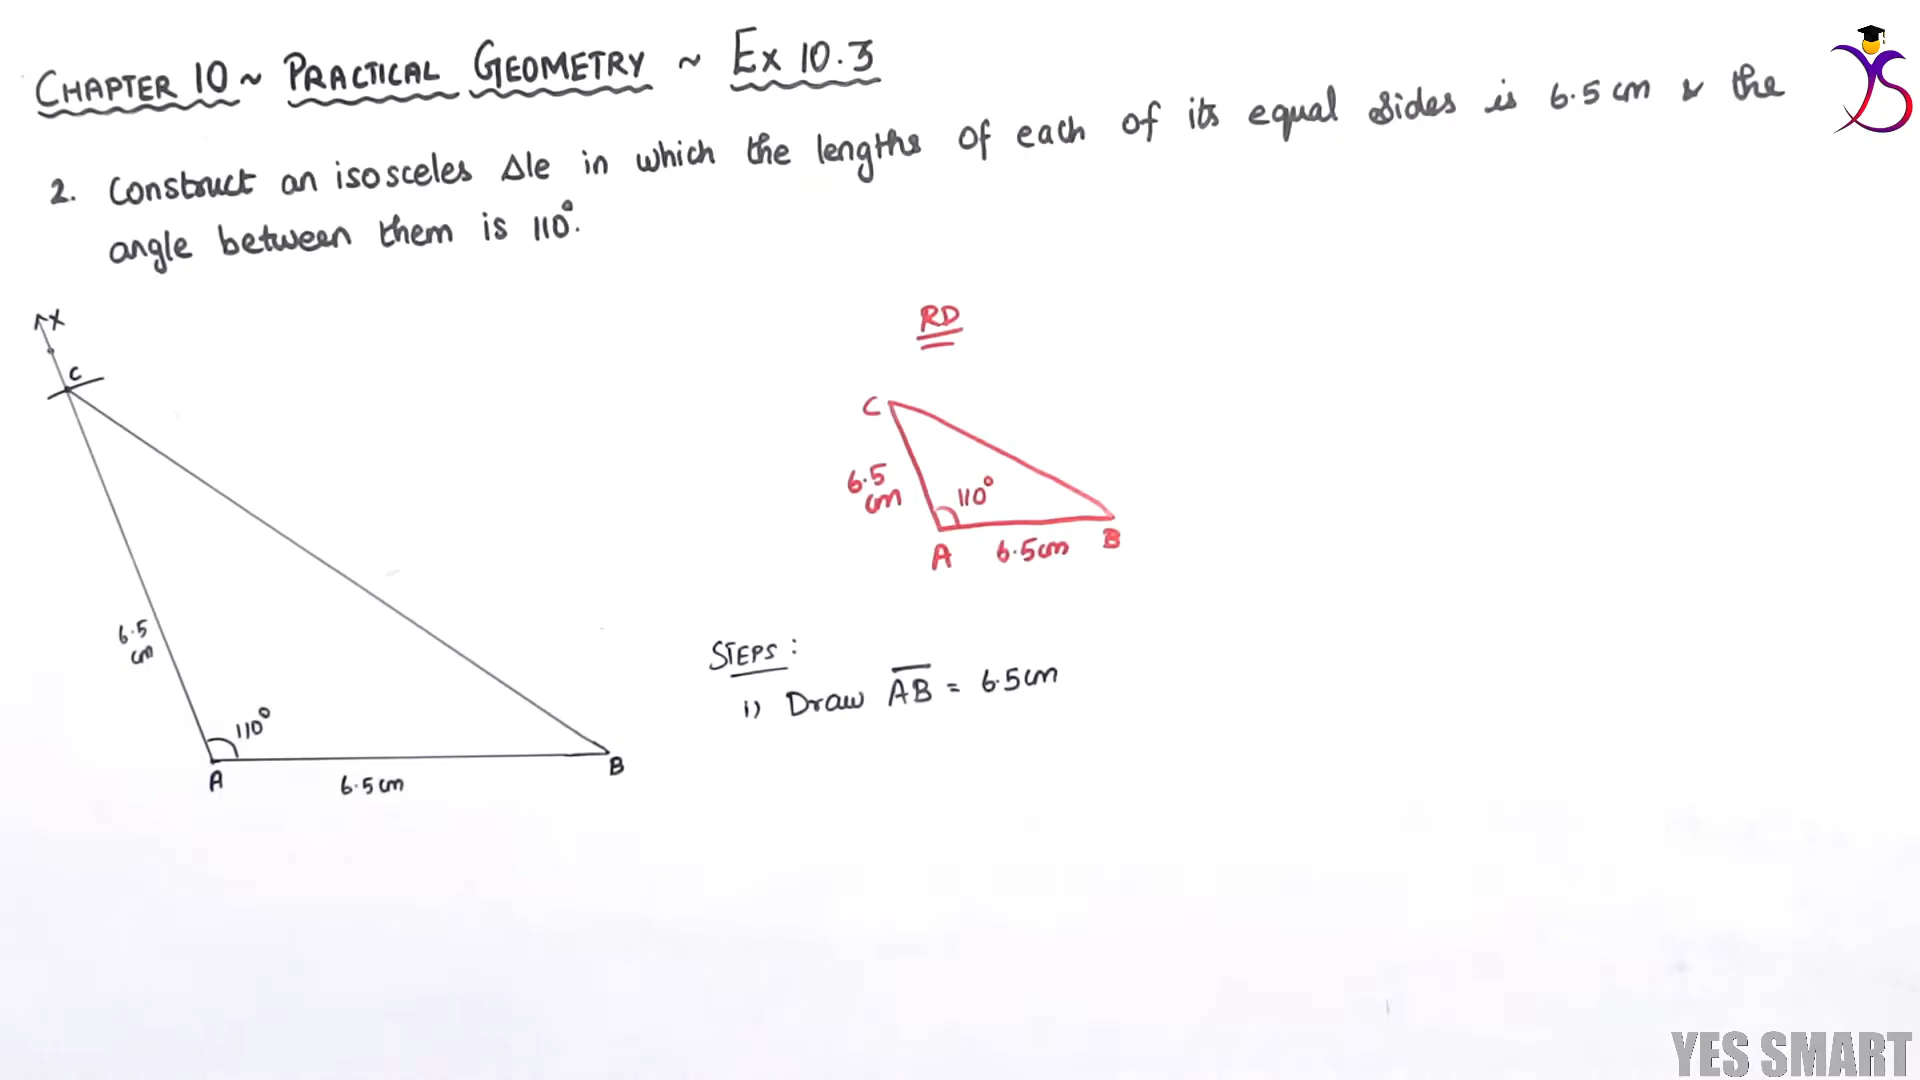 CHAPTER 10 ~ PRACTICAL GEOMETRY ~ EX 10.3
2. Construct an isosceles Δle in which the lengths of each of its equal sides is 6.5 cm & the
angle between them is 110°.
X
C
6.5
cm
110°
A
6.5 cm
B
RD
C
6.5
cm
110°
A
6.5cm
B
STEPS :
i) Draw AB = 6.5cm
YS
YES SMART